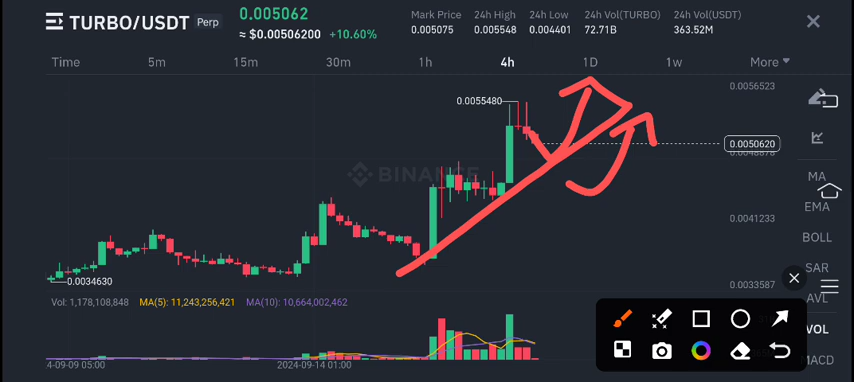 TURBO/USDT Perp
0.005062
≈ $0.00506200 +10.60%
Mark Price
0.005075
24h High
0.005548
24h Low
0.004401
24h Vol(TURBO)
72.71B
24h Vol(USDT)
363.52M
Time 5m 15m 30m 1h 4h 1D 1w More
0.0056523
0.0055480
0.0050620
0.0048878
BINANCE
MA
EMA
0.0041233
BOLL
SAR
0.0034630
0.0033587
AVL
Vol: 1,178,108,848 MA(5): 11,243,256,421 MA(10): 10,664,002,462
VOL
MACD
4-09-09 05:00 2024-09-14 01:00